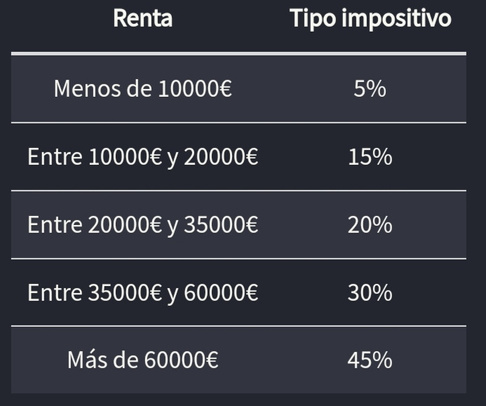 Renta Tipo impositivo
Menos de 10000€ 5%
Entre 10000€ y 20000€ 15%
Entre 20000€ y 35000€ 20%
Entre 35000€ y 60000€ 30%
Más de 60000€ 45%